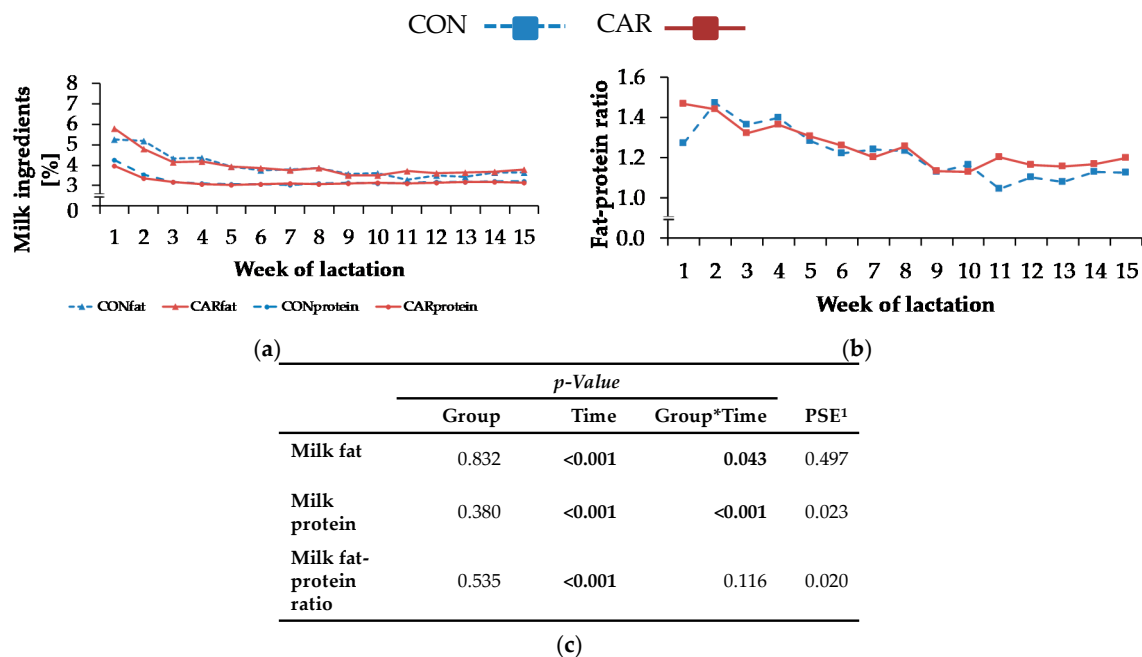 CON CAR
Milk ingredients
[%]
8
7
6
5
4
3
0
1 2 3 4 5 6 7 8 9 10 11 12 13 14 15
Week of lactation
CONfat CARfat CONprotein CARprotein
(a)
Fat-protein ratio
1.6
1.4
1.2
1.0
0.0
1 2 3 4 5 6 7 8 9 10 11 12 13 14 15
Week of lactation
(b)
p-Value
Group Time Group*Time PSE¹
Milk fat 0.832 <0.001 0.043 0.497
Milk
protein 0.380 <0.001 <0.001 0.023
Milk fat-
protein 0.535 <0.001 0.116 0.020
ratio
(c)